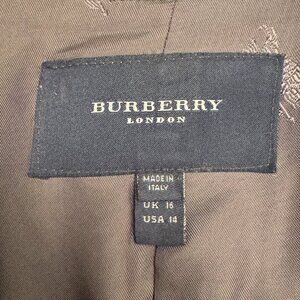 BURBERRY
LONDON
MADE IN
ITALY
UK 16
USA 14